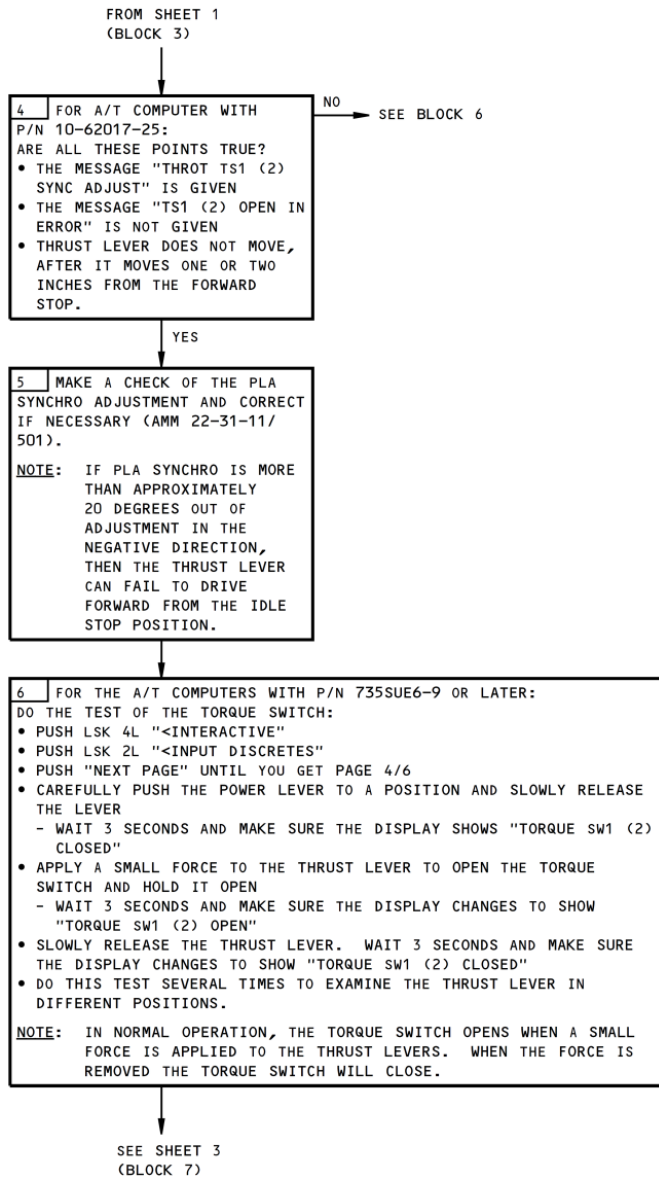 FROM SHEET 1
(BLOCK 3)
4 FOR A/T COMPUTER WITH
P/N 10-62017-25:
ARE ALL THESE POINTS TRUE?
• THE MESSAGE "THROT TS1 (2)
SYNC ADJUST" IS GIVEN
• THE MESSAGE "TS1 (2) OPEN IN
ERROR" IS NOT GIVEN
• THRUST LEVER DOES NOT MOVE,
AFTER IT MOVES ONE OR TWO
INCHES FROM THE FORWARD
STOP.
NO
SEE BLOCK 6
YES
5 MAKE A CHECK OF THE PLA
SYNCHRO ADJUSTMENT AND CORRECT
IF NECESSARY (AMM 22-31-11/
501).
NOTE: IF PLA SYNCHRO IS MORE
THAN APPROXIMATELY
20 DEGREES OUT OF
ADJUSTMENT IN THE
NEGATIVE DIRECTION,
THEN THE THRUST LEVER
CAN FAIL TO DRIVE
FORWARD FROM THE IDLE
STOP POSITION.
6 FOR THE A/T COMPUTERS WITH P/N 735SUE6-9 OR LATER:
DO THE TEST OF THE TORQUE SWITCH:
• PUSH LSK 4L "<INTERACTIVE"
• PUSH LSK 2L "<INPUT DISCRETES"
• PUSH "NEXT PAGE" UNTIL YOU GET PAGE 4/6
• CAREFULLY PUSH THE POWER LEVER TO A POSITION AND SLOWLY RELEASE
THE LEVER
- WAIT 3 SECONDS AND MAKE SURE THE DISPLAY SHOWS "TORQUE SW1 (2)
CLOSED"
• APPLY A SMALL FORCE TO THE THRUST LEVER TO OPEN THE TORQUE
SWITCH AND HOLD IT OPEN
- WAIT 3 SECONDS AND MAKE SURE THE DISPLAY CHANGES TO SHOW
"TORQUE SW1 (2) OPEN"
• SLOWLY RELEASE THE THRUST LEVER. WAIT 3 SECONDS AND MAKE SURE
THE DISPLAY CHANGES TO SHOW "TORQUE SW1 (2) CLOSED"
• DO THIS TEST SEVERAL TIMES TO EXAMINE THE THRUST LEVER IN
DIFFERENT POSITIONS.
NOTE: IN NORMAL OPERATION, THE TORQUE SWITCH OPENS WHEN A SMALL
FORCE IS APPLIED TO THE THRUST LEVERS. WHEN THE FORCE IS
REMOVED THE TORQUE SWITCH WILL CLOSE.
SEE SHEET 3
(BLOCK 7)